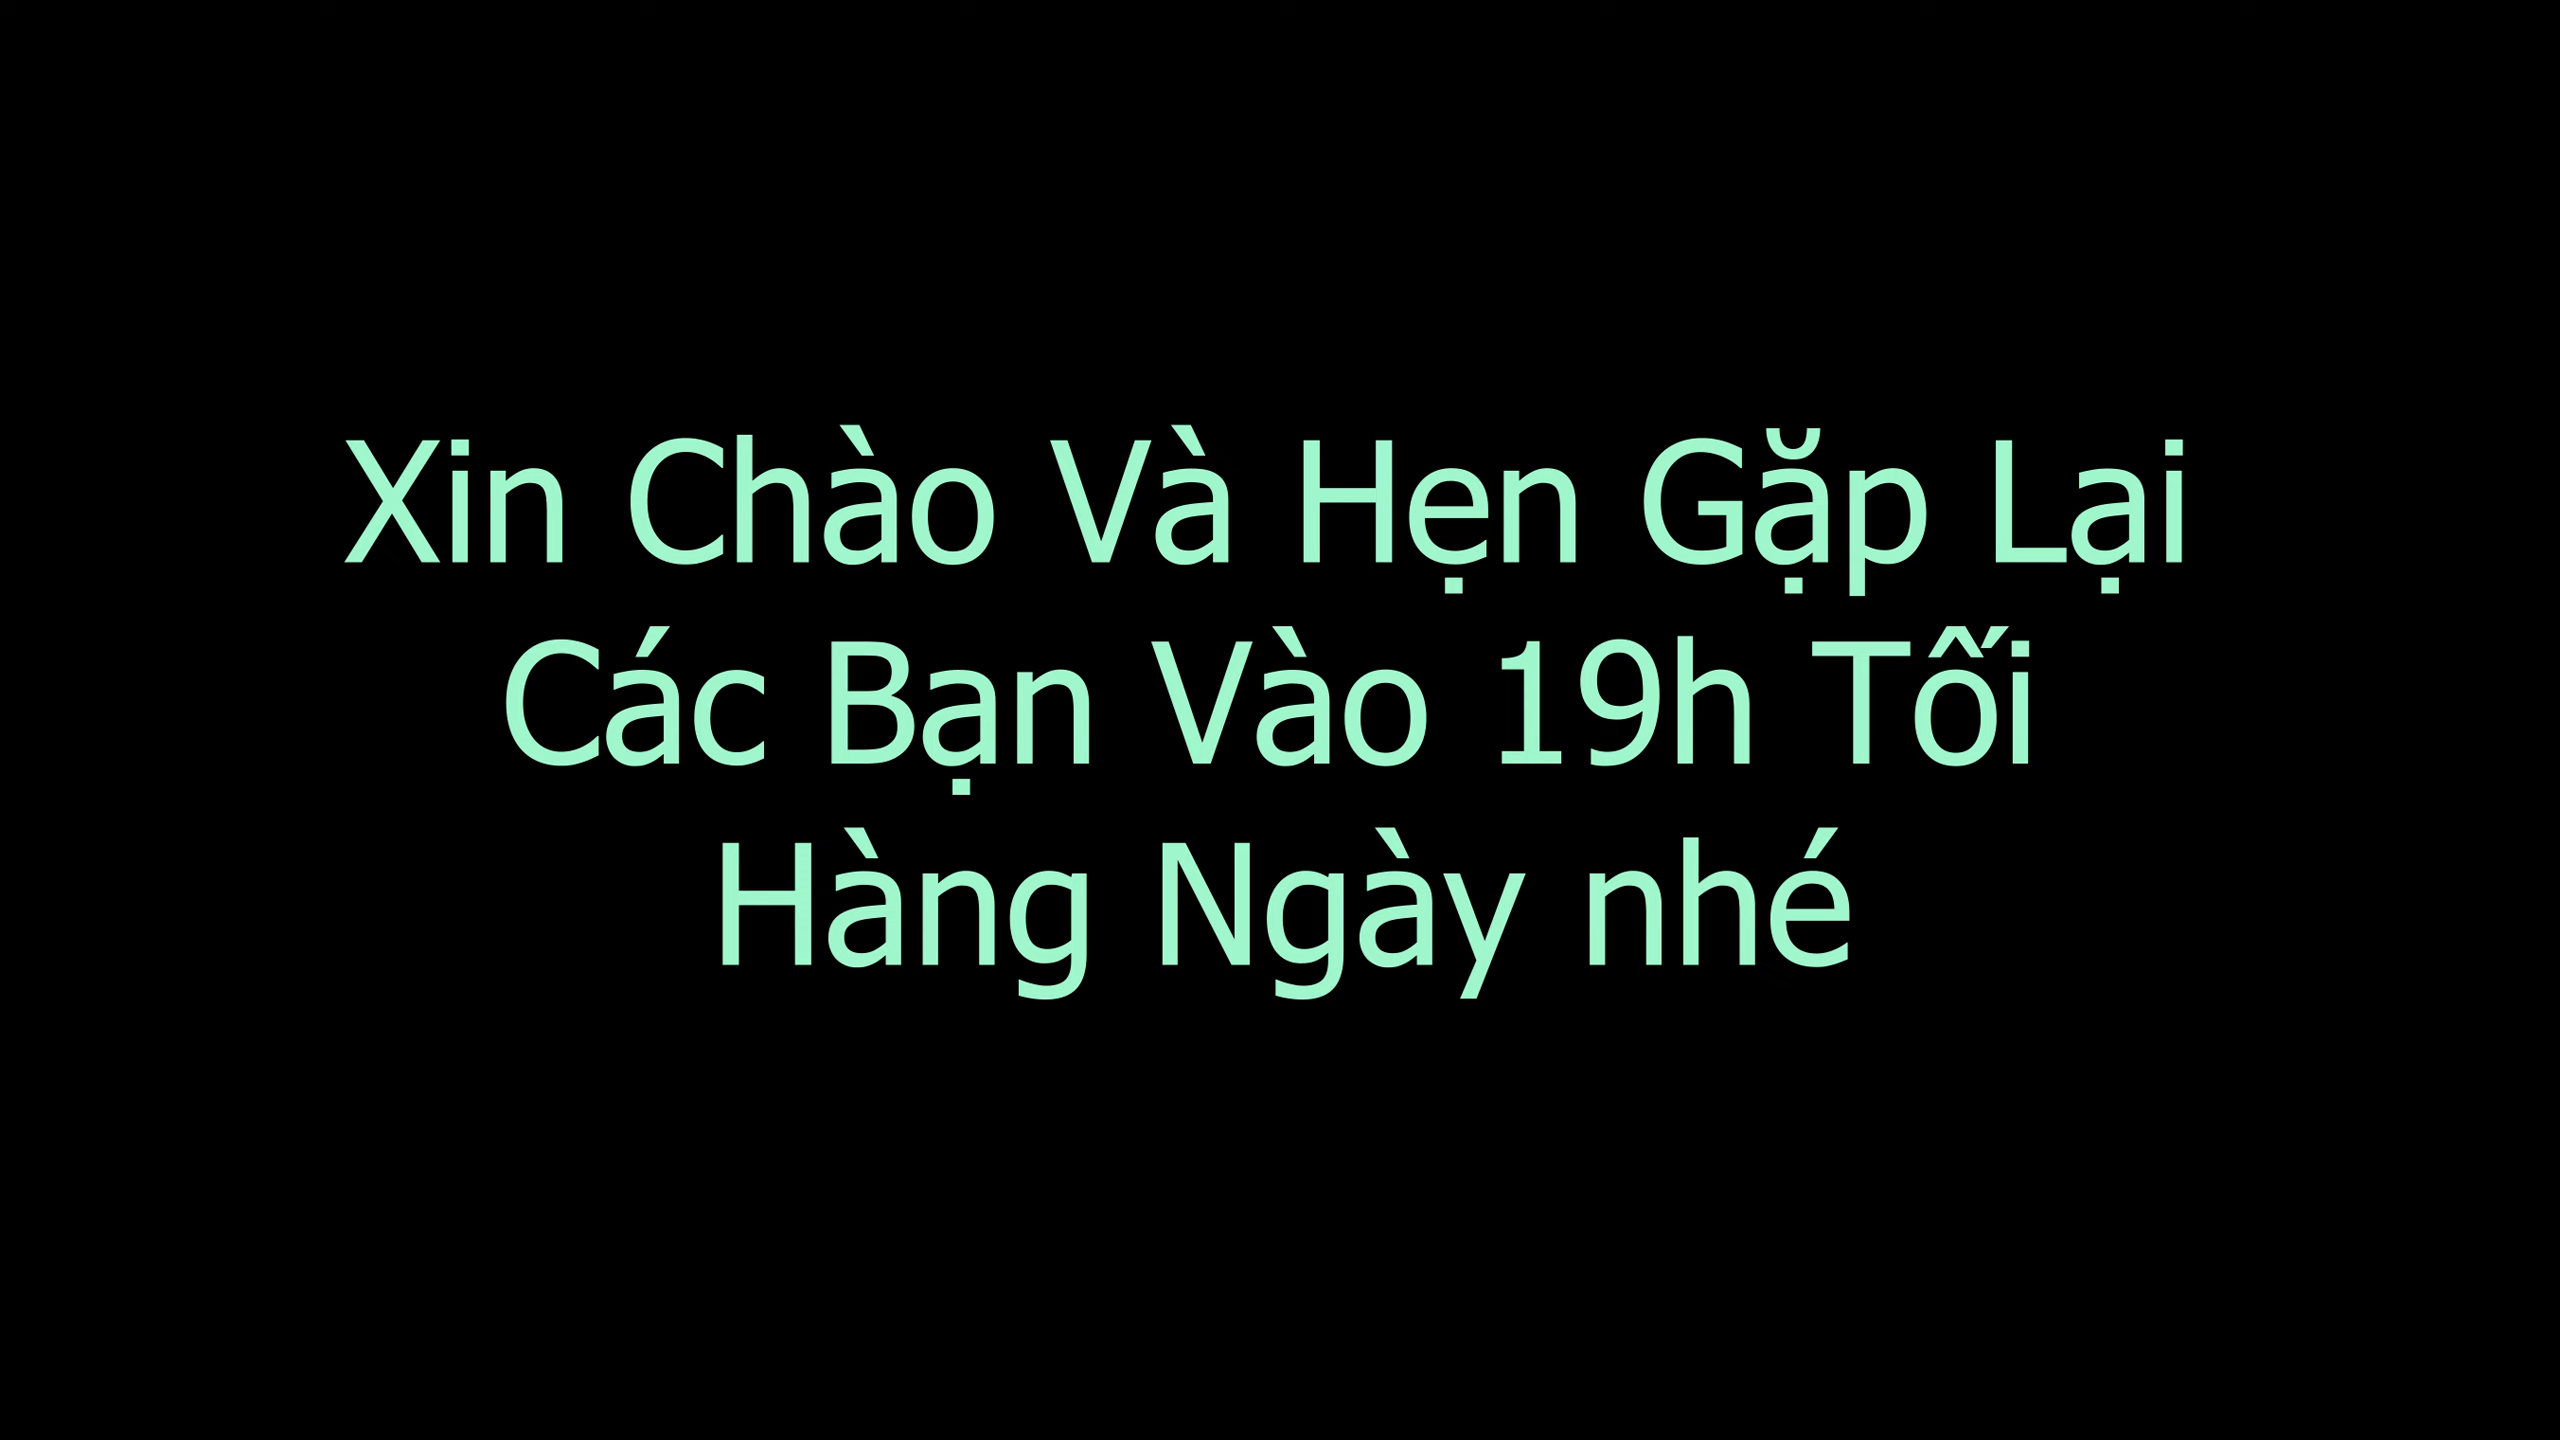 Xin Chào Và Hẹn Gặp Lại
Các Bạn Vào 19h Tối
Hàng Ngày nhé